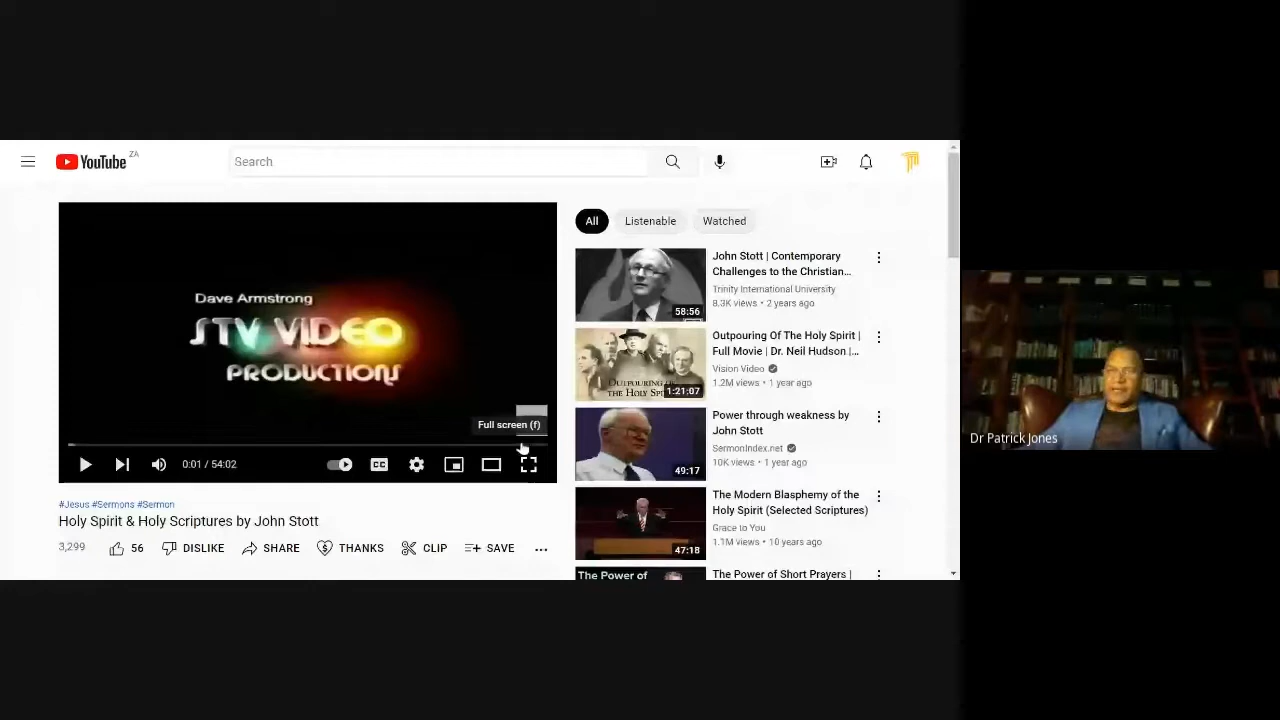 YouTube ZA
Search
Dave Armstrong
STV VIDEO
PRODUCTIONS
Full screen (f)
0:01 / 54:02
CC
#Jesus #Sermons #Sermon
Holy Spirit & Holy Scriptures by John Stott
3,299
56
DISLIKE
SHARE
THANKS
CLIP
SAVE
All
Listenable
Watched
58:56
John Stott | Contemporary
Challenges to the Christian...
Trinity International University
8.3K views • 2 years ago
OUTPOURING OF
THE HOLY
1:21:07
Outpouring Of The Holy Spirit |
Full Movie | Dr. Neil Hudson |...
Vision Video
1.2M views • 1 year ago
49:17
Power through weakness by
John Stott
SermonIndex.net
10K views • 1 year ago
47:18
The Modern Blasphemy of the
Holy Spirit (Selected Scriptures)
Grace to You
1.1M views • 10 years ago
The Power of
The Power of Short Prayers |
Dr Patrick Jones